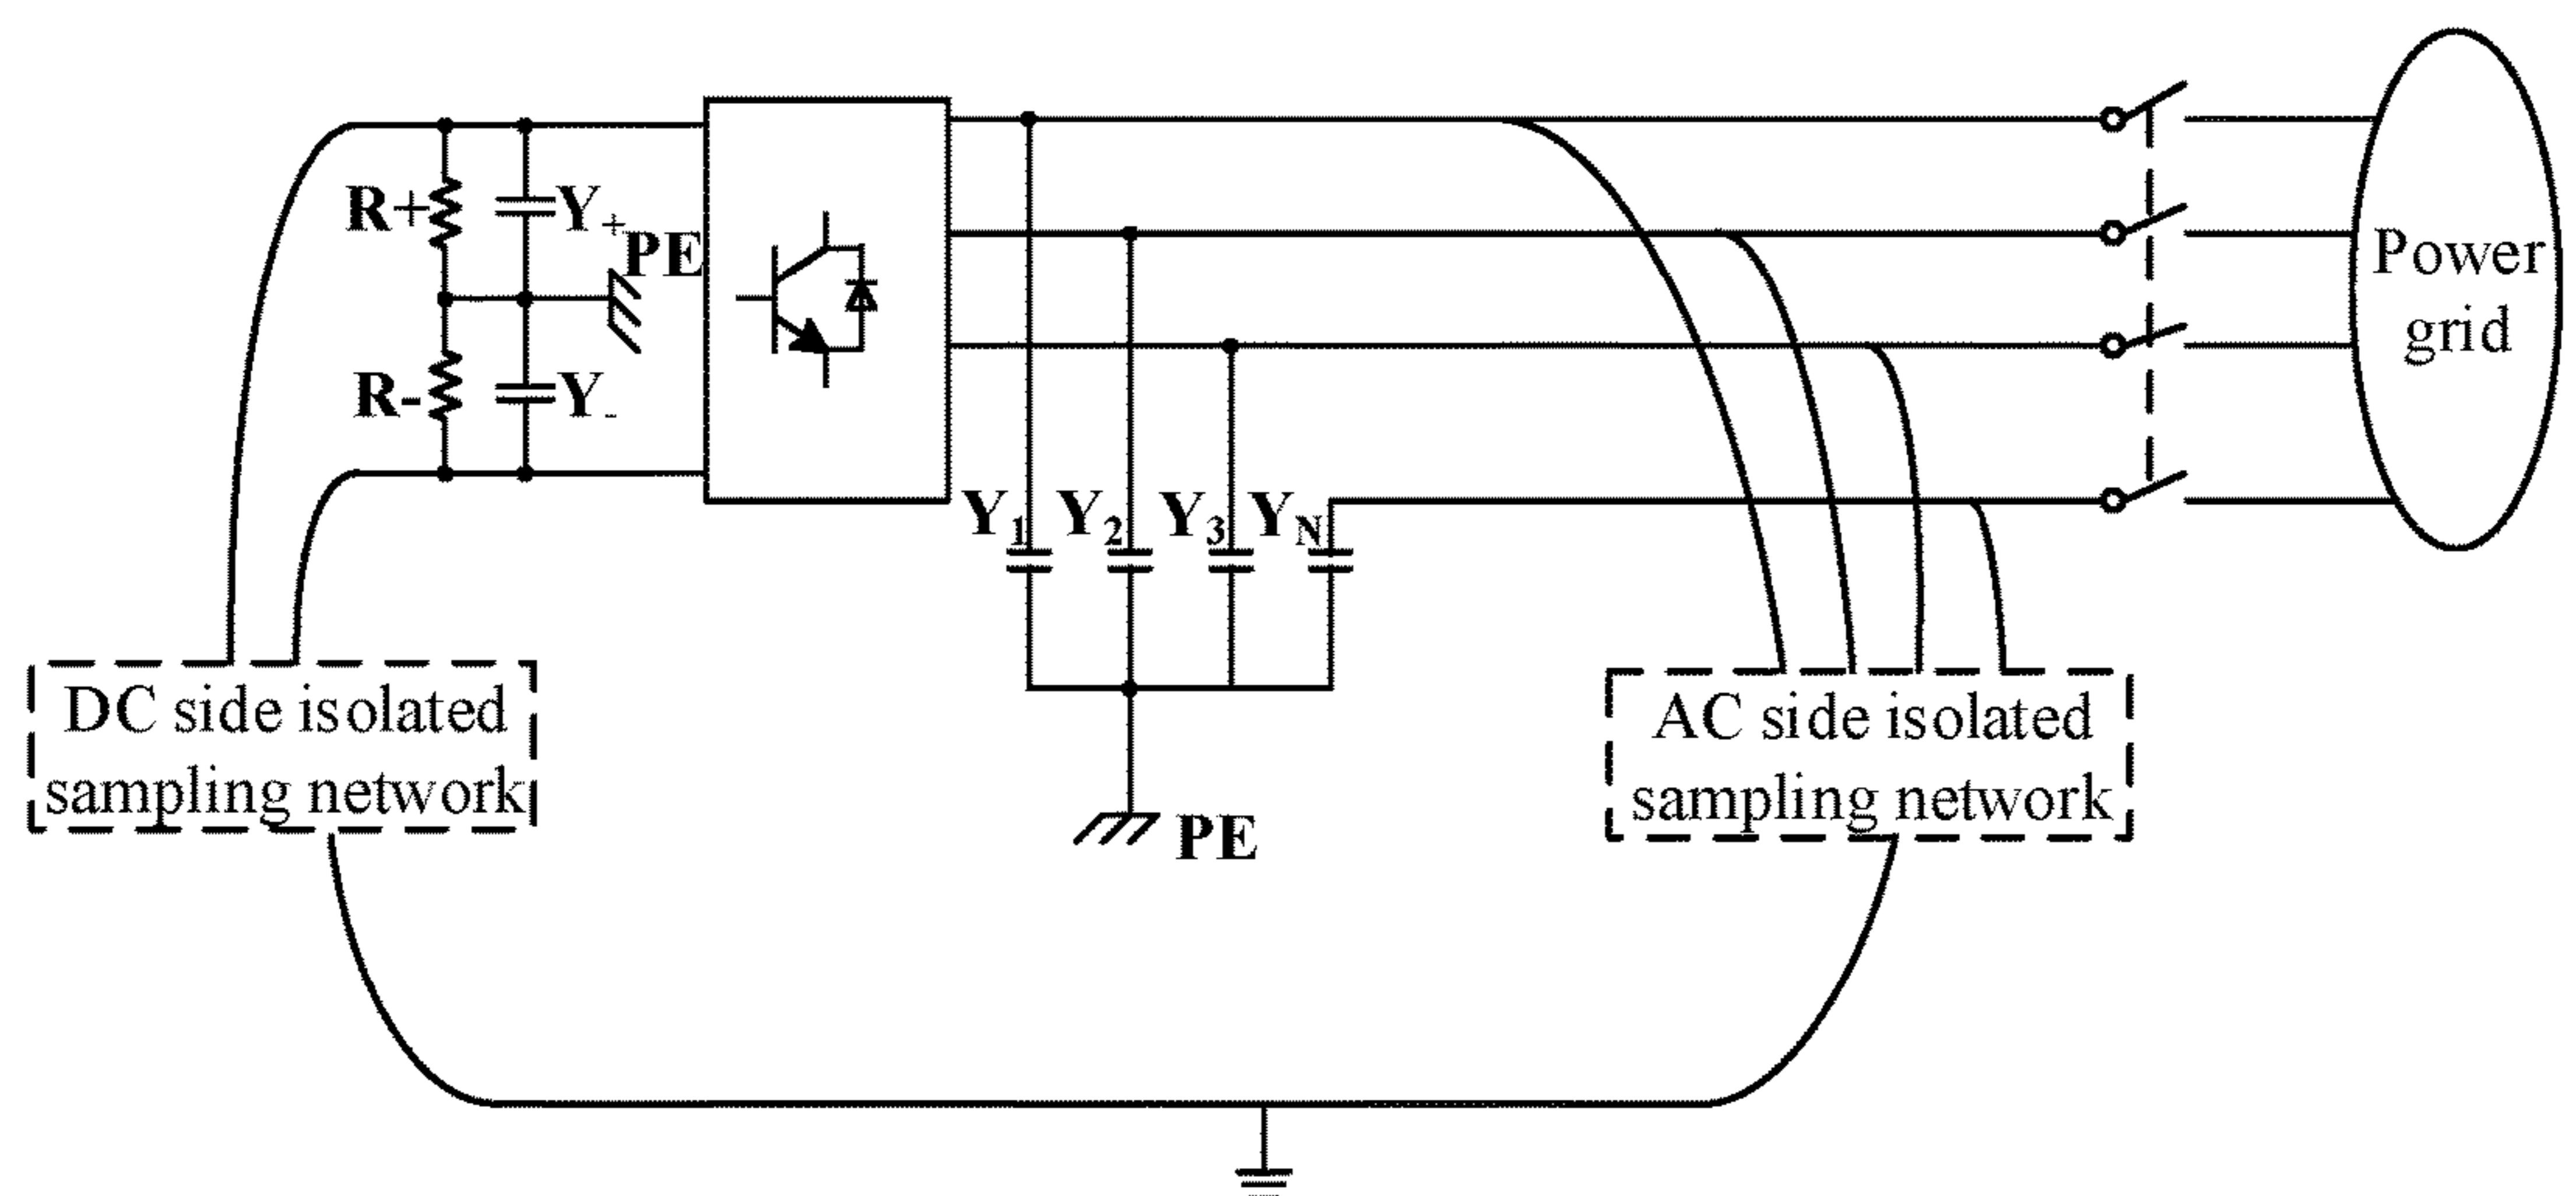 R+
Y+
PE
R-
Y-
Power
grid
Y1
Y2
Y3
YN
DC side isolated
sampling network
AC side isolated
sampling network
PE